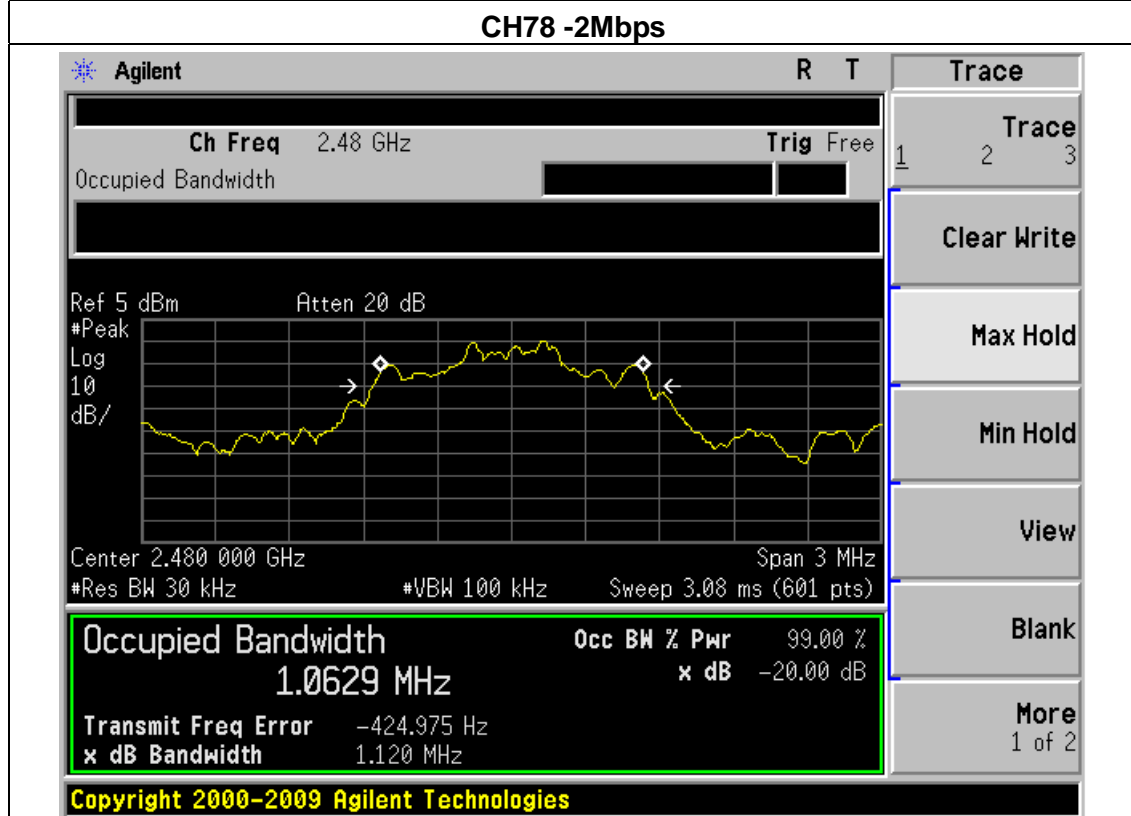 CH78 -2Mbps
Agilent R T Trace
Ch Freq 2.48 GHz Trig Free
Occupied Bandwidth
Trace
1 2 3
Clear Write
Max Hold
Min Hold
View
Blank
More
1 of 2
Ref 5 dBm Atten 20 dB
#Peak
Log
10
dB/
Center 2.480 000 GHz Span 3 MHz
#Res BW 30 kHz #VBW 100 kHz Sweep 3.08 ms (601 pts)
Occupied Bandwidth Occ BW % Pwr 99.00 %
1.0629 MHz x dB -20.00 dB
Transmit Freq Error -424.975 Hz
x dB Bandwidth 1.120 MHz
Copyright 2000-2009 Agilent Technologies